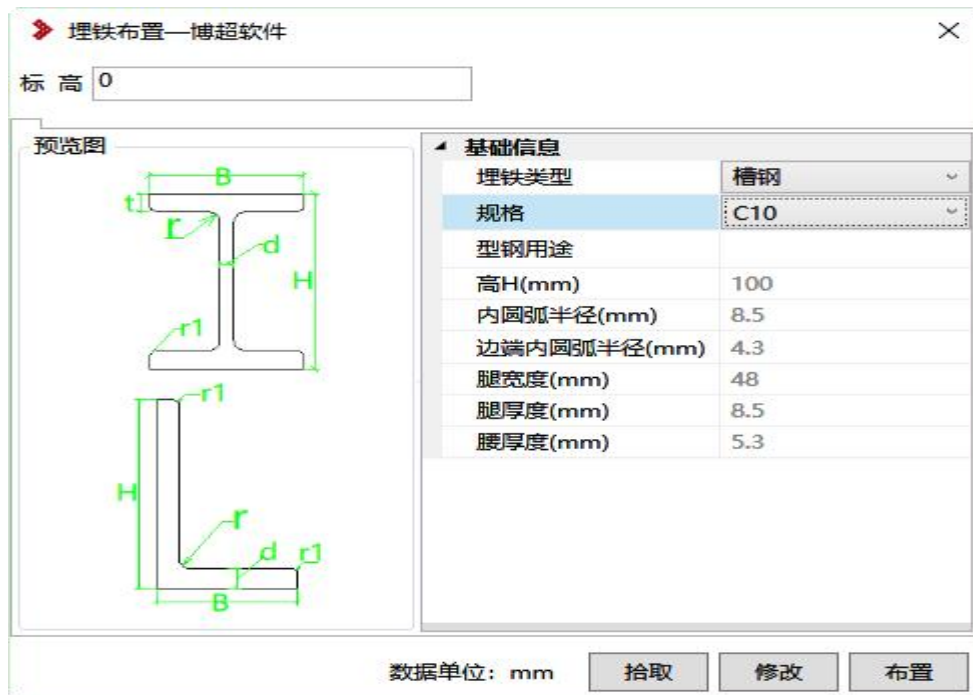 埋铁布置—博超软件
标 高 0
预览图
B
t
r
d
H
r1
r1
H
r
d
r1
B
基础信息
埋铁类型 槽钢
规格 C10
型钢用途
高H(mm) 100
内圆弧半径(mm) 8.5
边端内圆弧半径(mm) 4.3
腿宽度(mm) 48
腿厚度(mm) 8.5
腰厚度(mm) 5.3
数据单位：mm 拾取 修改 布置